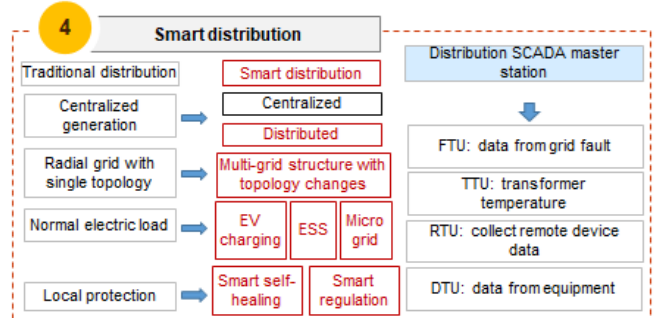 4
Smart distribution
Traditional distribution
Smart distribution
Centralized
generation
Centralized
Distributed
Radial grid with
single topology
Multi-grid structure with
topology changes
Normal electric load
EV
charging
ESS
Micro
grid
Local protection
Smart self-
healing
Smart
regulation
Distribution SCADA master
station
FTU: data from grid fault
TTU: transformer
temperature
RTU: collect remote device
data
DTU: data from equipment